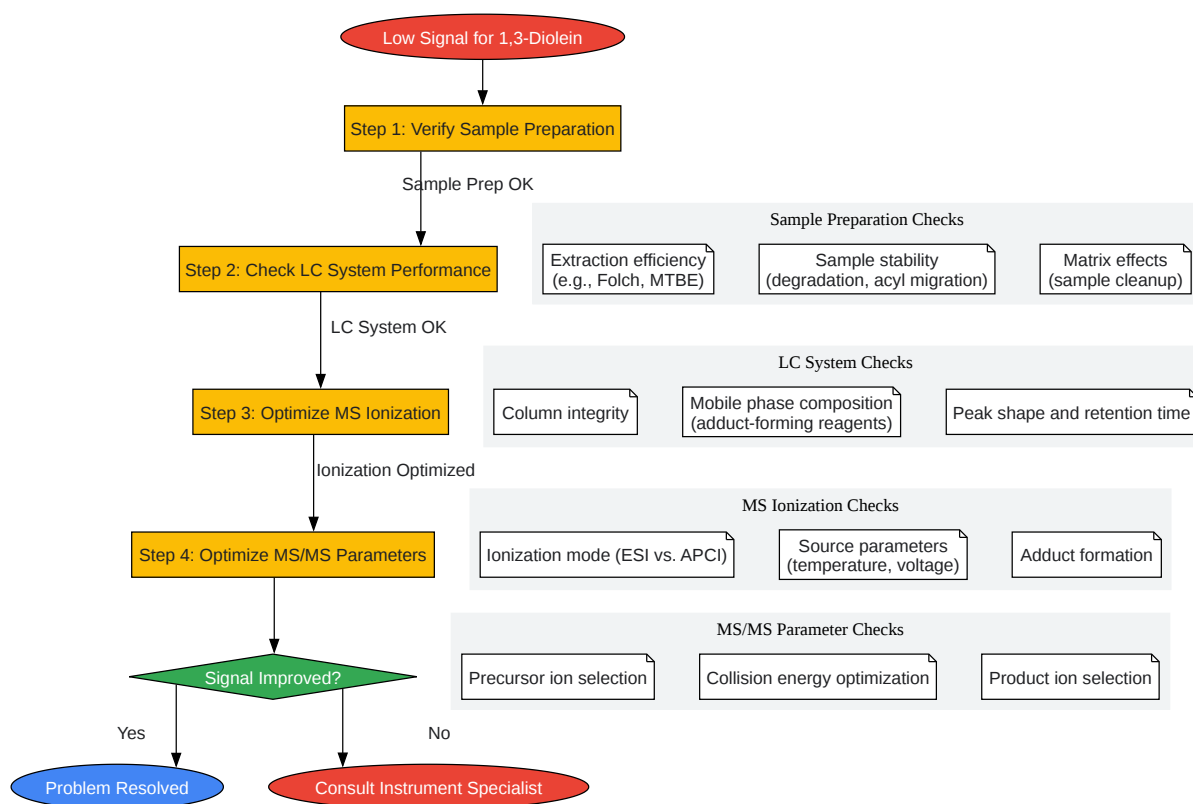 Low Signal for 1,3-Diolein
Step 1: Verify Sample Preparation
Sample Prep OK
Sample Preparation Checks
Step 2: Check LC System Performance
Extraction efficiency
(e.g., Folch, MTBE)
Sample stability
(degradation, acyl migration)
Matrix effects
(sample cleanup)
LC System OK
LC System Checks
Step 3: Optimize MS Ionization
Column integrity
Mobile phase composition
(adduct-forming reagents)
Peak shape and retention time
Ionization Optimized
MS Ionization Checks
Step 4: Optimize MS/MS Parameters
Ionization mode (ESI vs. APCI)
Source parameters
(temperature, voltage)
Adduct formation
MS/MS Parameter Checks
Signal Improved?
Precursor ion selection
Collision energy optimization
Product ion selection
Yes
No
Problem Resolved
Consult Instrument Specialist